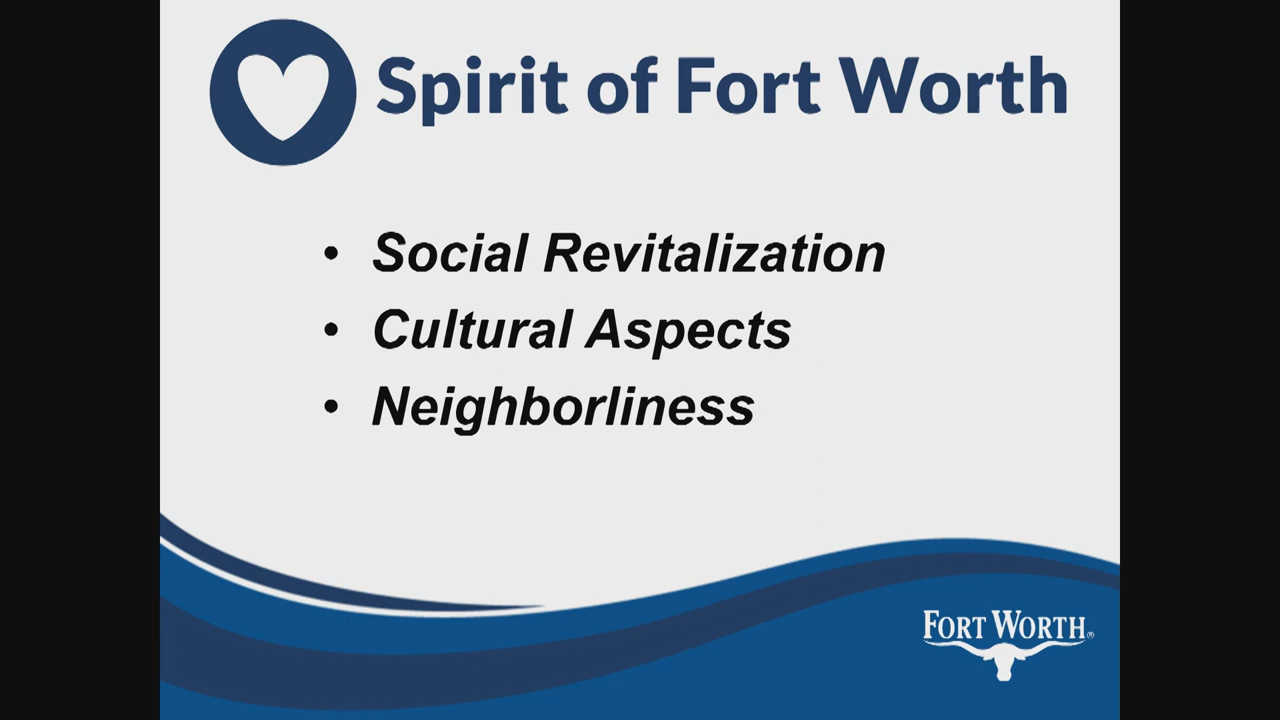 Spirit of Fort Worth
• Social Revitalization
• Cultural Aspects
• Neighborliness
FORT WORTH®